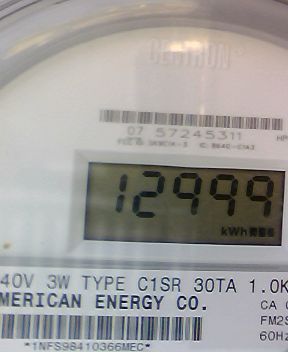 CENTRON
07 57245311
12999
kWh
40V 3W TYPE C1SR 30TA 1.0K
MERICAN ENERGY CO.
CA
FM2S
60Hz
*1NFS98410366MEC*